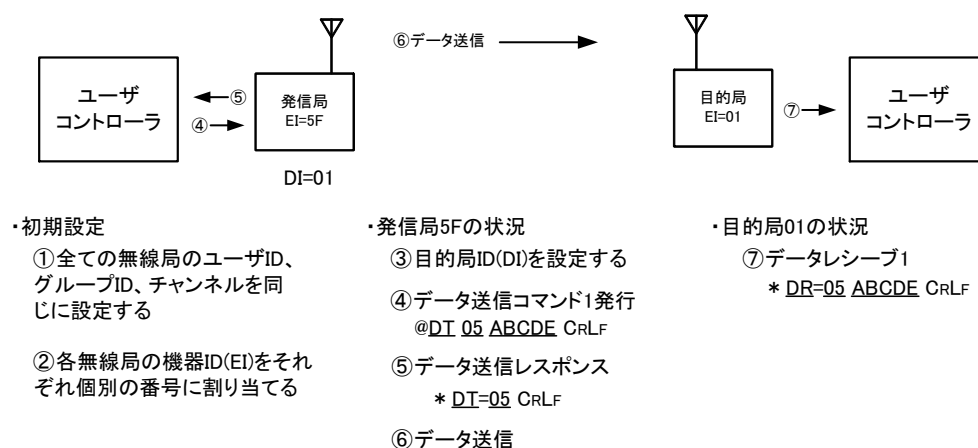 ⑥データ送信
ユーザ
コントローラ
⑤
④
発信局
EI=5F
DI=01
目的局
EI=01
⑦
ユーザ
コントローラ
・初期設定
①全ての無線局のユーザID、
グループID、チャンネルを同
じに設定する
②各無線局の機器ID(EI)をそれ
ぞれ個別の番号に割り当てる
・発信局5Fの状況
③目的局ID(DI)を設定する
④データ送信コマンド1発行
@DT 05 ABCDE CRLF
⑤データ送信レスポンス
* DT=05 CRLF
⑥データ送信
・目的局01の状況
⑦データレシーブ1
* DR=05 ABCDE CRLF